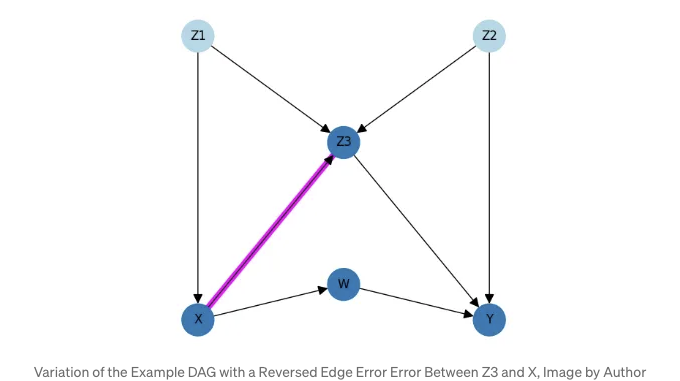 Z1
Z2
Z3
W
X
Y
Variation of the Example DAG with a Reversed Edge Error Error Between Z3 and X, Image by Author